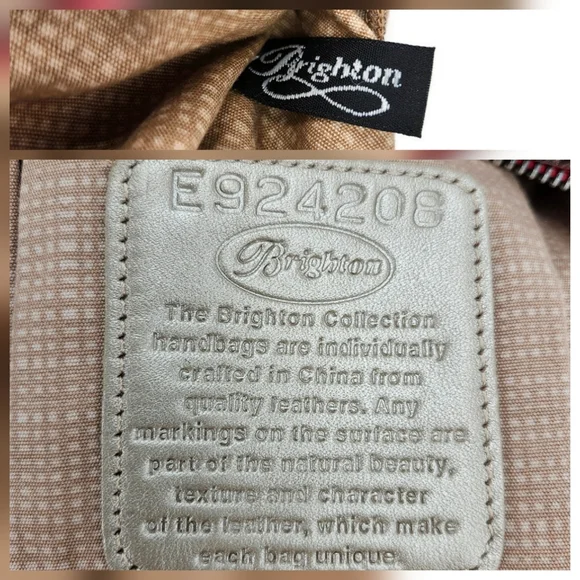 Brighton
E924208
Brighton
The Brighton Collection
handbags are individually
crafted in China from
quality leathers. Any
markings on the surface are
part of the natural beauty,
texture and character
of the leather, which make
each bag unique.